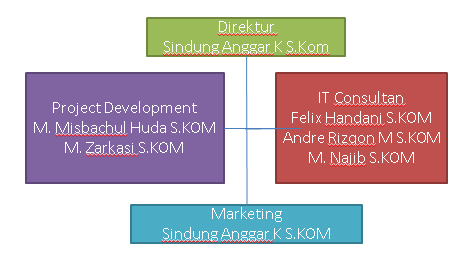 Direktur
Sindung Anggar K S.Kom
Project Development
M. Misbachul Huda S.KOM
M. Zarkasi S.KOM
IT Consultan
Felix Handani S.KOM
Andre Rizqon M S.KOM
M. Najib S.KOM
Marketing
Sindung Anggar K S.KOM